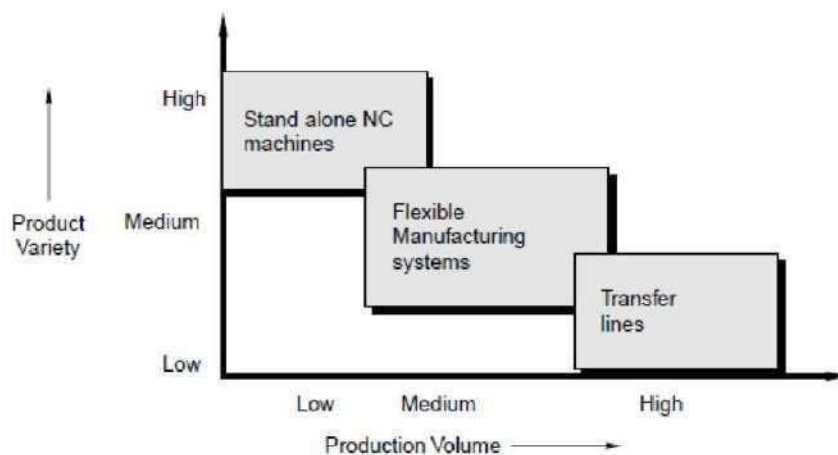 High
Stand alone NC
machines
Product
Variety
Medium
Flexible
Manufacturing
systems
Transfer
lines
Low
Low Medium High
Production Volume